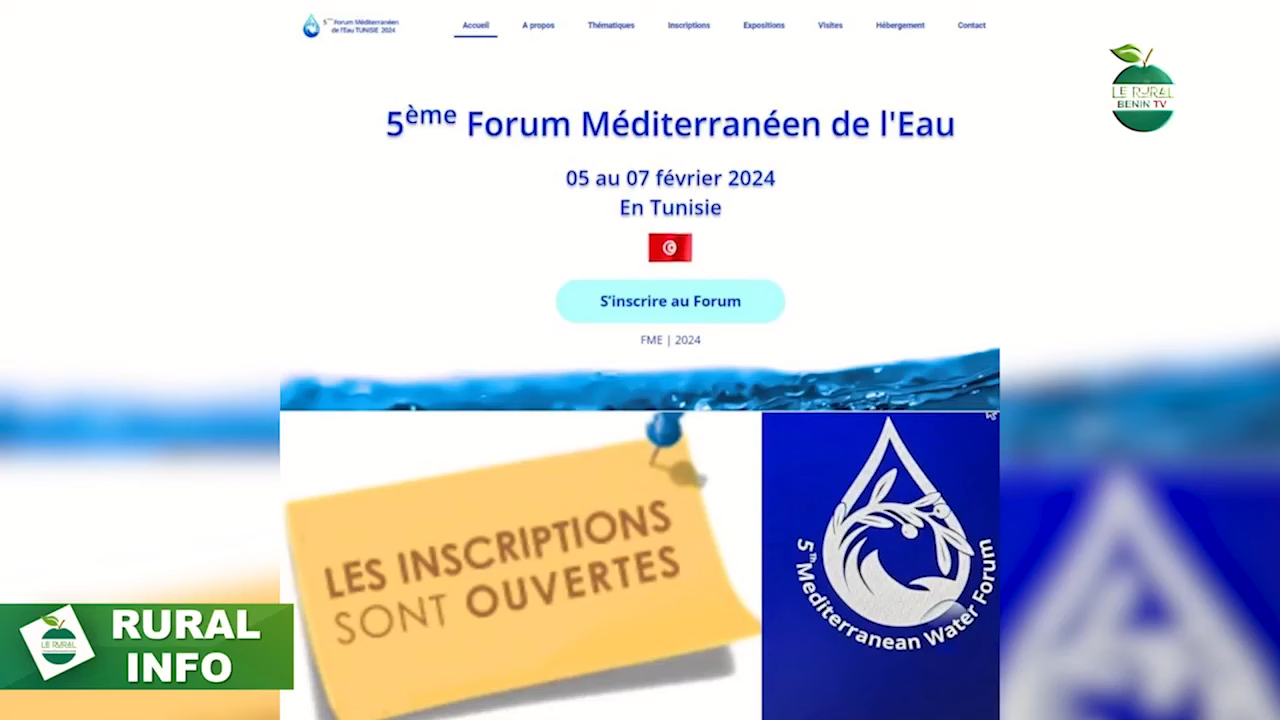 5ème Forum Méditerranéen
de l'Eau TUNISIE 2024
Accueil
A propos
Thématiques
Inscriptions
Expositions
Visites
Hébergement
Contact
LE RURAL
BENIN TV
5ème Forum Méditerranéen de l'Eau
05 au 07 février 2024
En Tunisie
S'inscrire au Forum
FME | 2024
LES INSCRIPTIONS
SONT OUVERTES
5th Mediterranean Water Forum
LE RURAL
RURAL
INFO